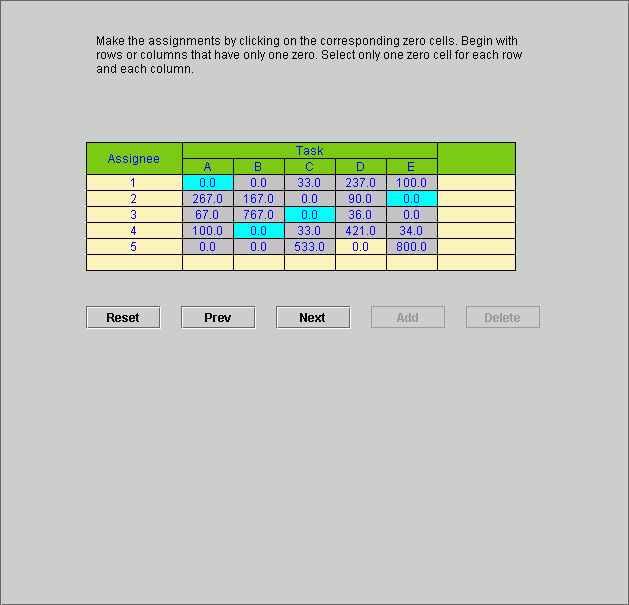 Make the assignments by clicking on the corresponding zero cells. Begin with
rows or columns that have only one zero. Select only one zero cell for each row
and each column.
Assignee Task
A B C D E
1 0.0 0.0 33.0 237.0 100.0
2 267.0 167.0 0.0 90.0 0.0
3 67.0 767.0 0.0 36.0 0.0
4 100.0 0.0 33.0 421.0 34.0
5 0.0 0.0 533.0 0.0 800.0
Reset Prev Next Add Delete